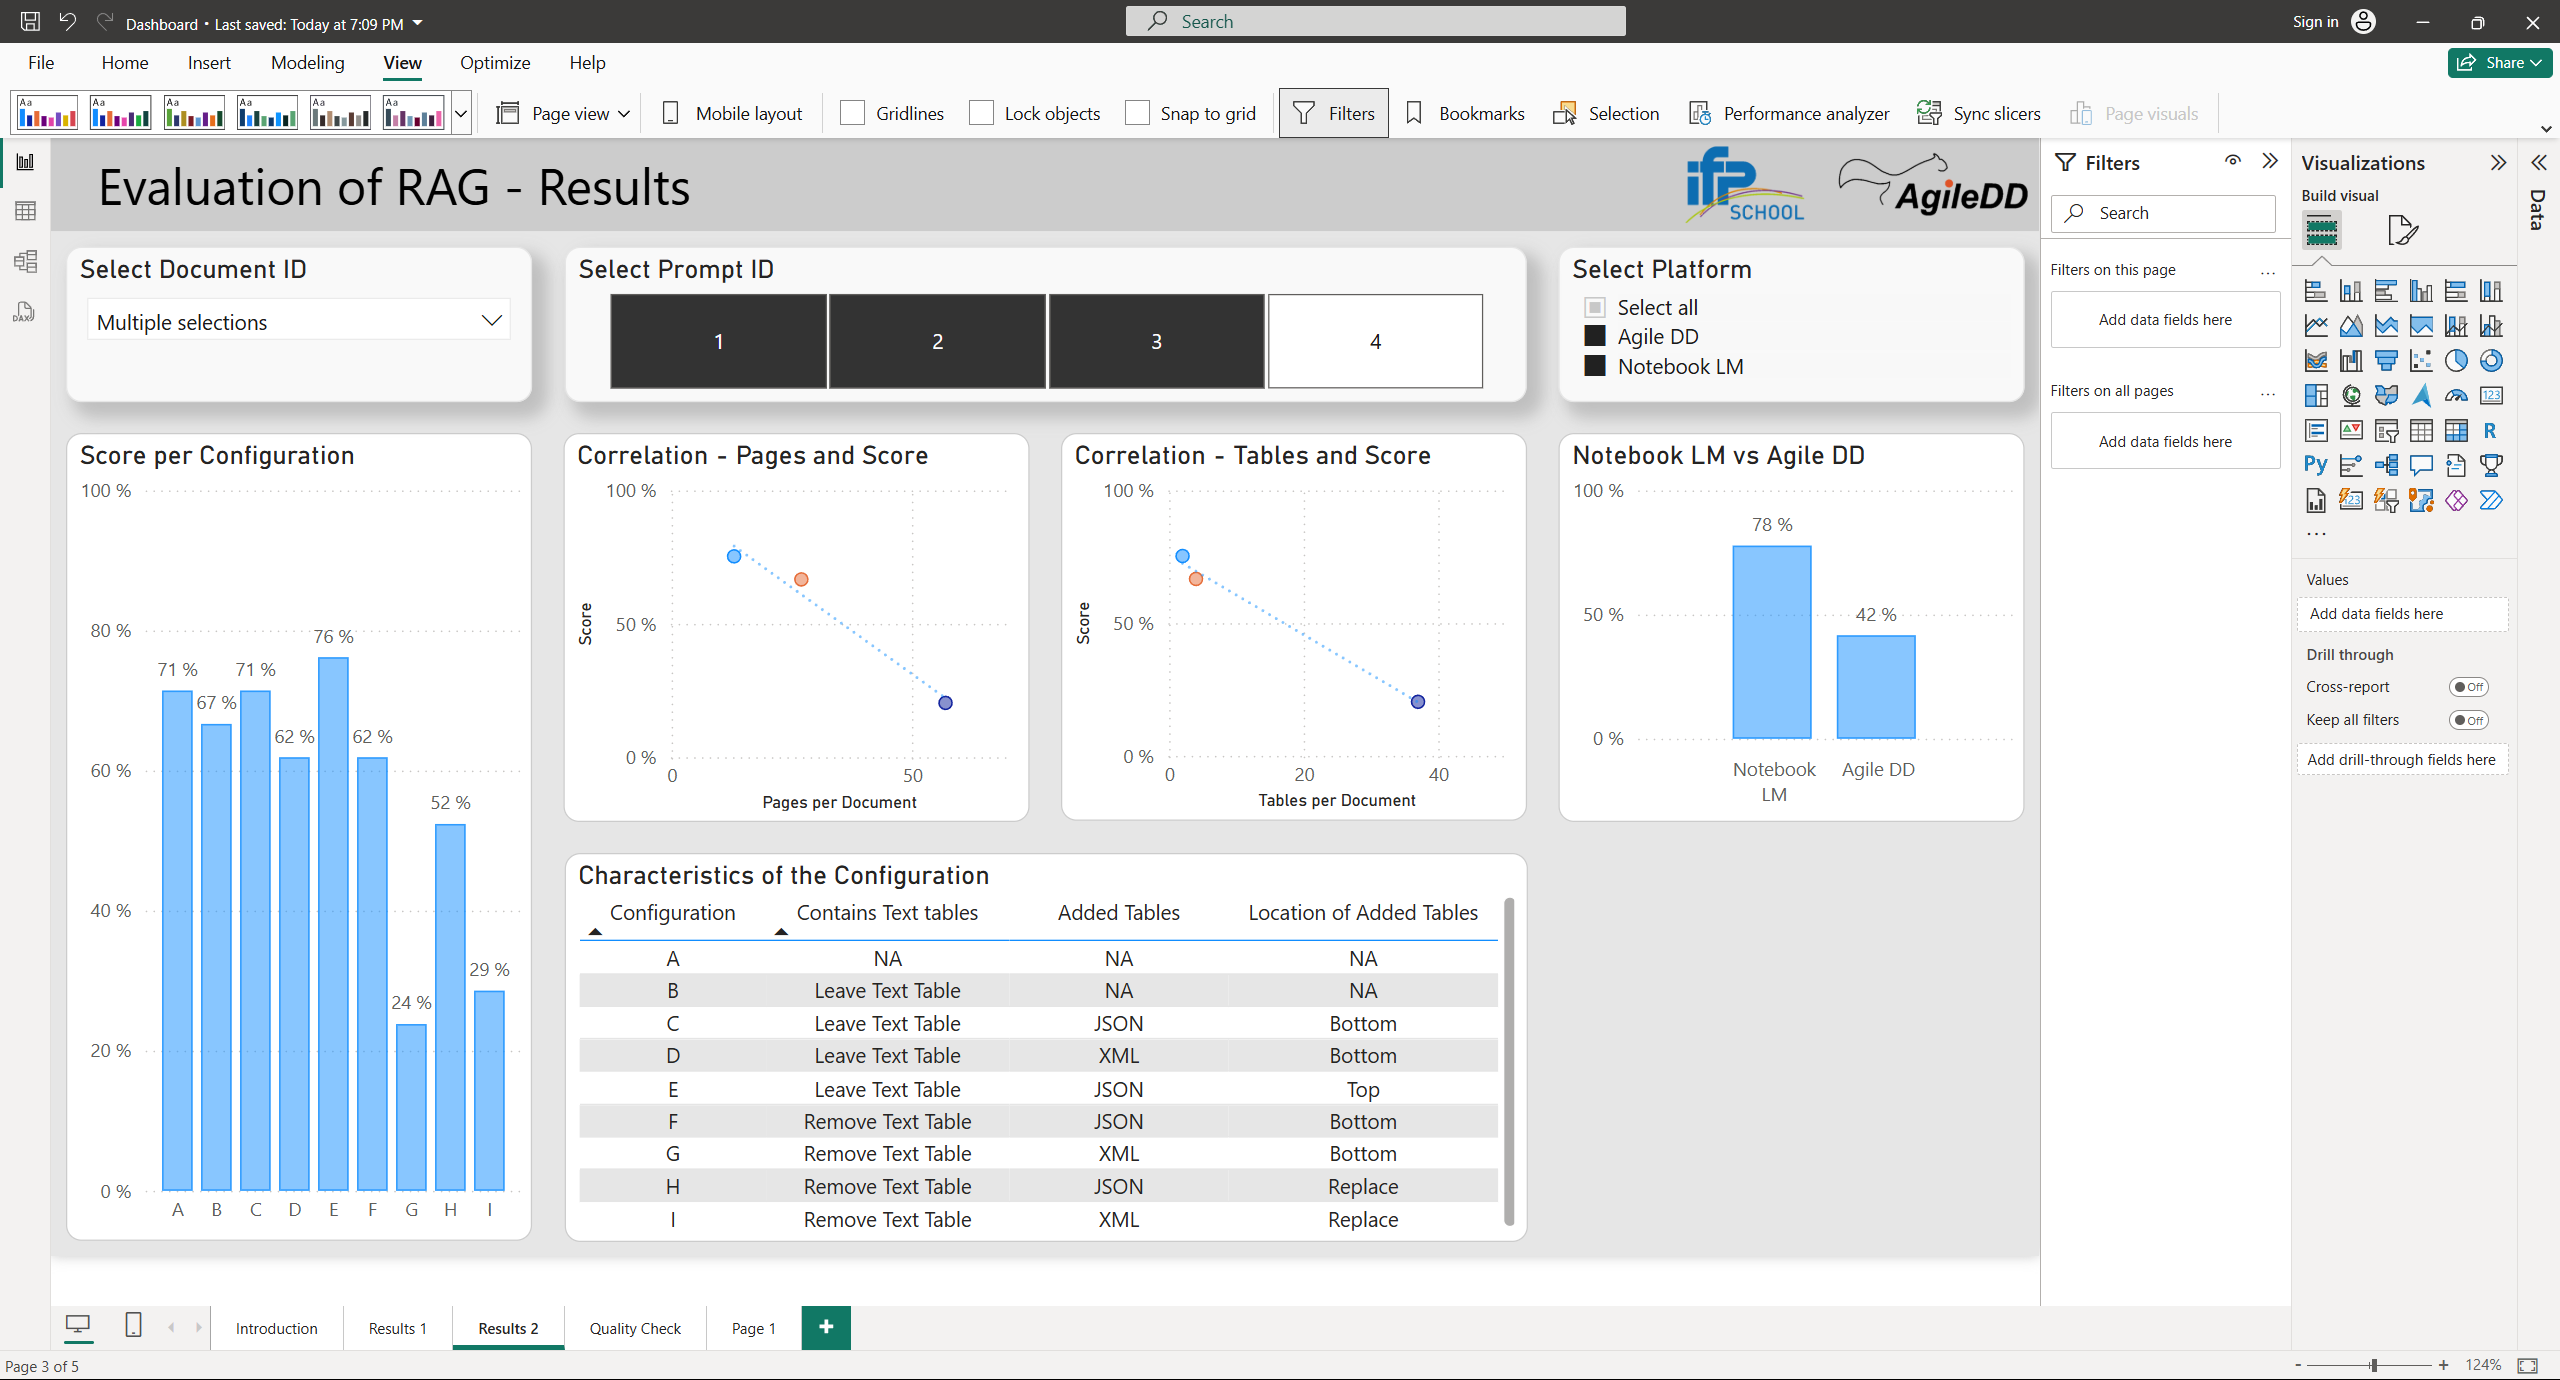 Dashboard • Last saved: Today at 7:09 PM
Search
Sign in
File Home Insert Modeling View Optimize Help
Share
Aa Aa Aa Aa Aa Aa
Page view Mobile layout Gridlines Lock objects Snap to grid Filters Bookmarks Selection Performance analyzer Sync slicers Page visuals
Evaluation of RAG - Results
ifp SCHOOL
AgileDD
Select Document ID
Multiple selections
Select Prompt ID
1 2 3 4
Select Platform
Select all
Agile DD
Notebook LM
Score per Configuration
100 %
80 %
60 %
40 %
20 %
0 %
71 %
67 %
71 %
62 %
76 %
62 %
24 %
52 %
29 %
A B C D E F G H I
Correlation - Pages and Score
100 %
50 %
0 %
Score
0 50
Pages per Document
Correlation - Tables and Score
100 %
50 %
0 %
Score
0 20 40
Tables per Document
Notebook LM vs Agile DD
100 %
50 %
0 %
78 %
42 %
Notebook LM
Agile DD
Characteristics of the Configuration
Configuration Contains Text tables Added Tables Location of Added Tables
A NA NA NA
B Leave Text Table NA NA
C Leave Text Table JSON Bottom
D Leave Text Table XML Bottom
E Leave Text Table JSON Top
F Remove Text Table JSON Bottom
G Remove Text Table XML Bottom
H Remove Text Table JSON Replace
I Remove Text Table XML Replace
Filters
Search
Filters on this page ...
Add data fields here
Filters on all pages ...
Add data fields here
Visualizations
Build visual
123
R
Py
123
...
Values
Add data fields here
Drill through
Cross-report Off
Keep all filters Off
Add drill-through fields here
Data
DAX
Introduction Results 1 Results 2 Quality Check Page 1 +
Page 3 of 5
- + 124%